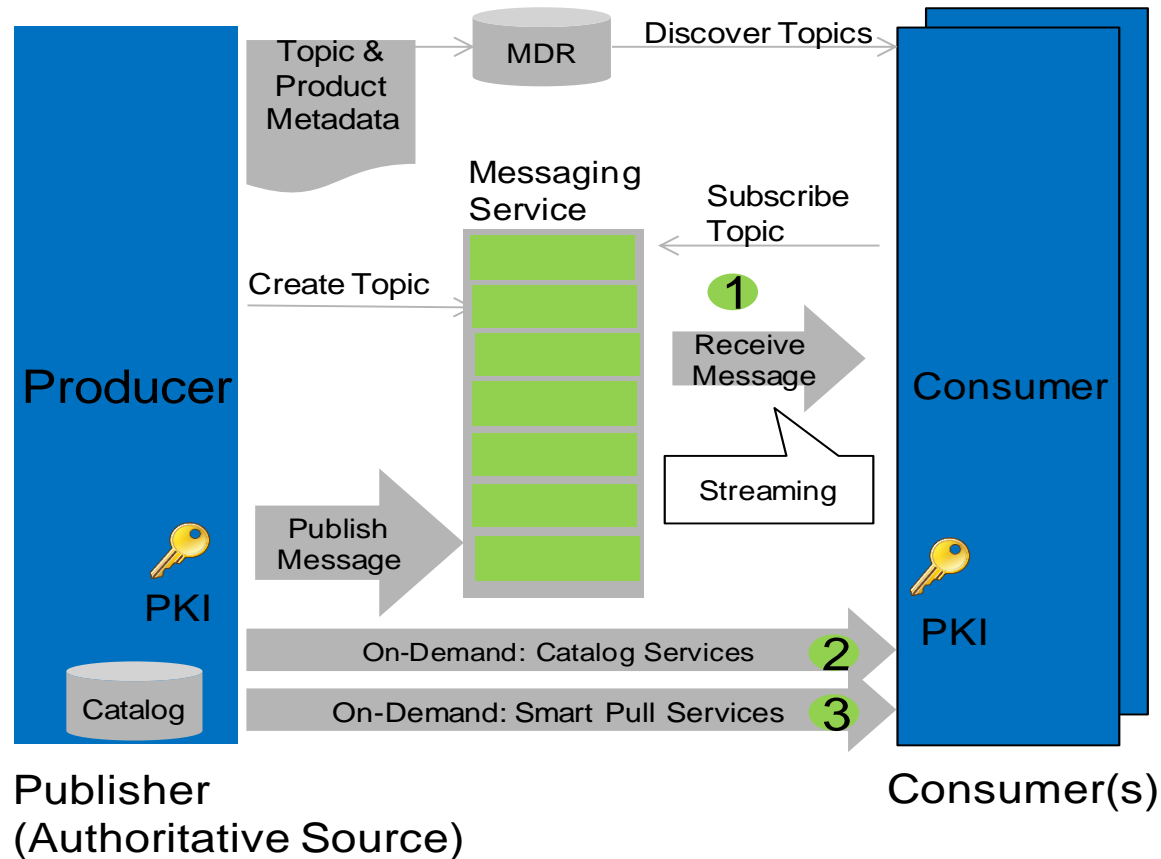 Topic &
Product
Metadata
MDR
Discover Topics
Messaging
Service
Subscribe
Topic
Create Topic
1
Receive
Message
Producer
Consumer
Streaming
Publish
Message
PKI
PKI
On-Demand: Catalog Services
2
Catalog
On-Demand: Smart Pull Services
3
Publisher
(Authoritative Source)
Consumer(s)